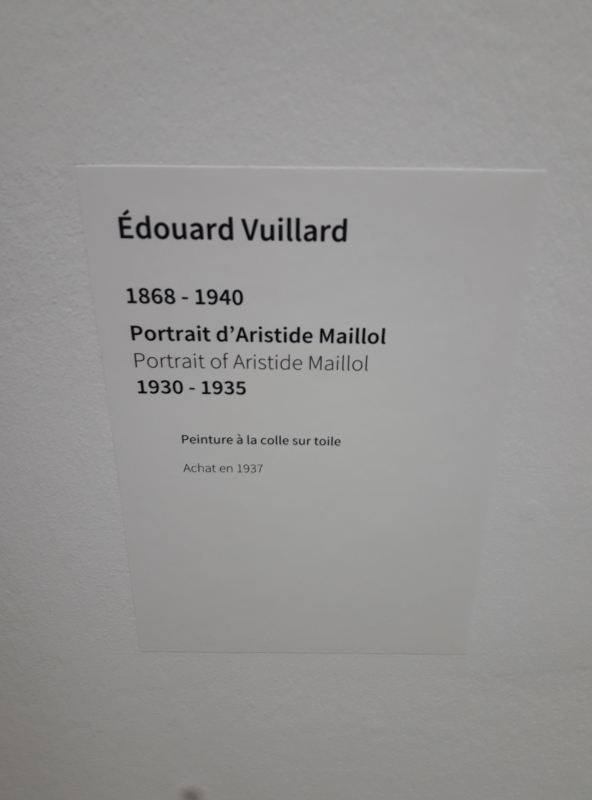 Édouard Vuillard
1868 - 1940
Portrait d’Aristide Maillol
Portrait of Aristide Maillol
1930 - 1935
Peinture à la colle sur toile
Achat en 1937